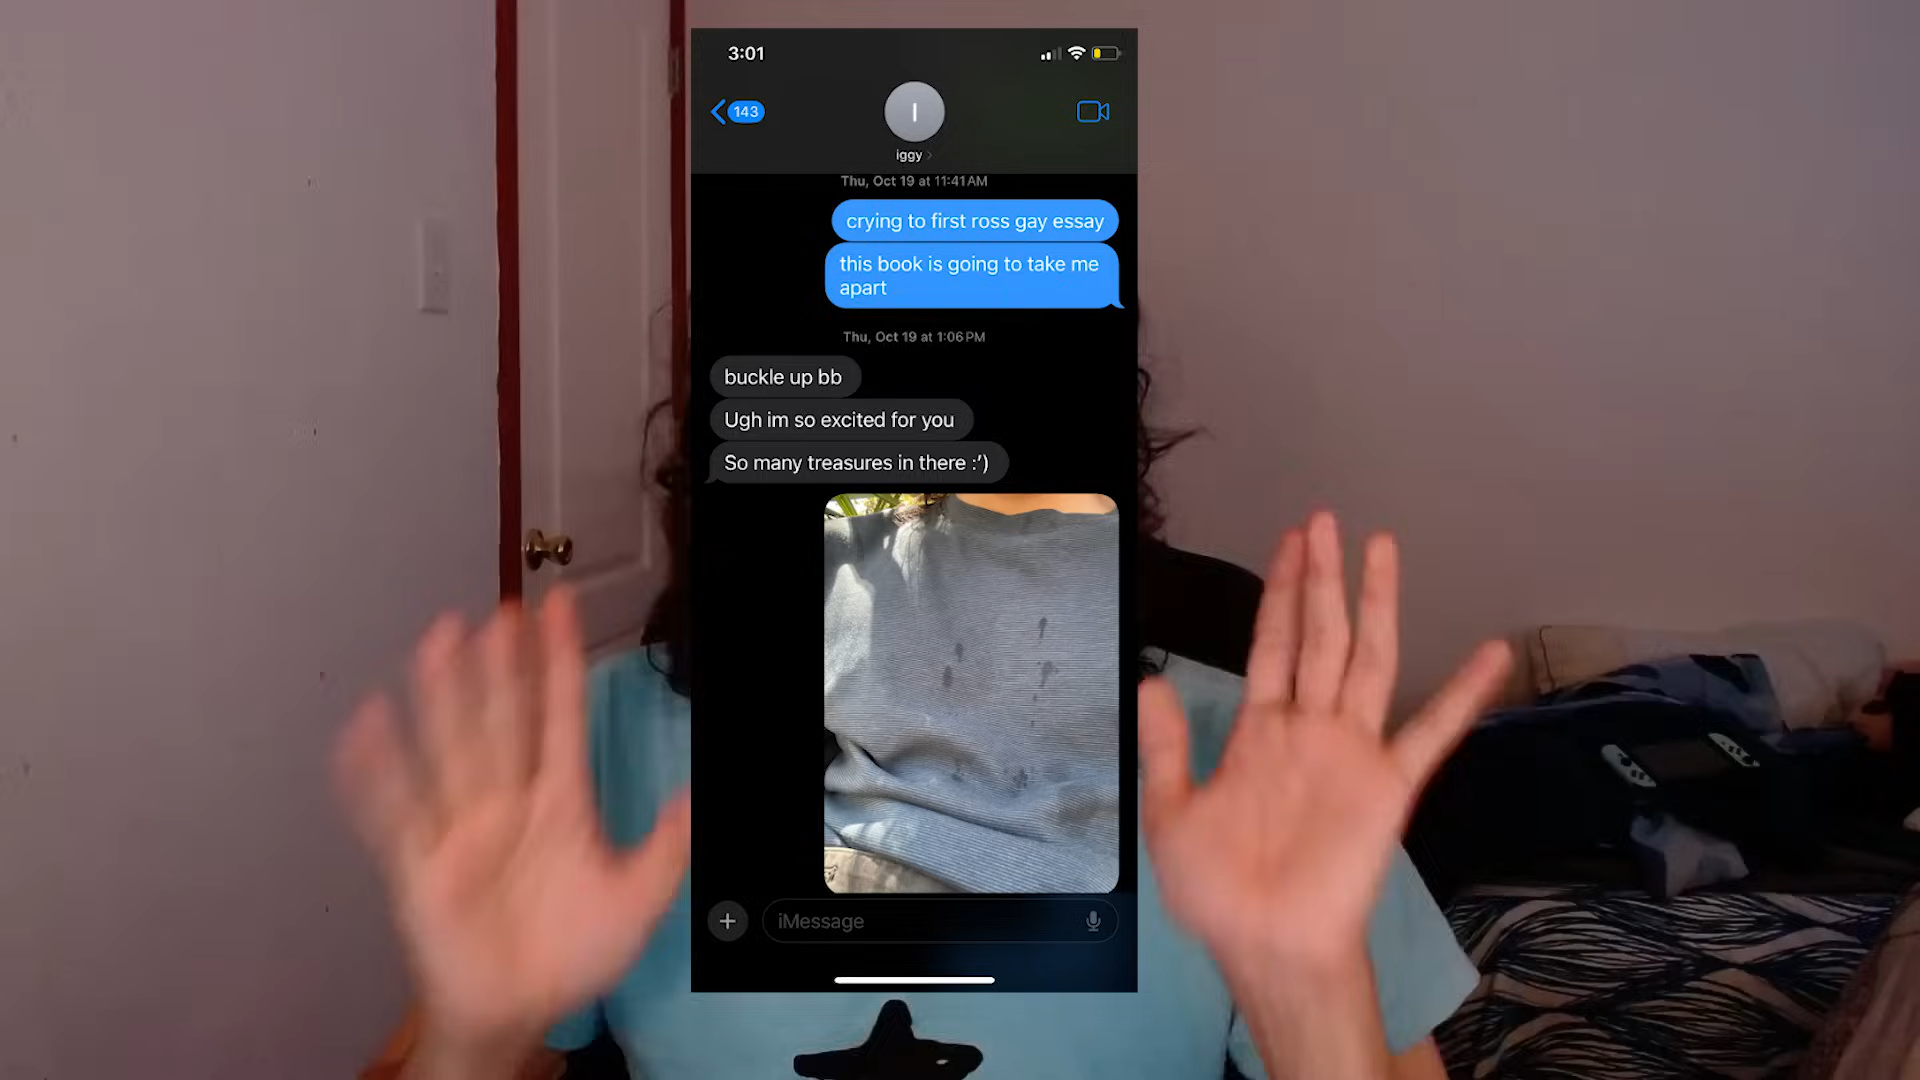 3:01
143
I
iggy
Thu, Oct 19 at 11:41 AM
crying to first ross gay essay
this book is going to take me
apart
Thu, Oct 19 at 1:06 PM
buckle up bb
Ugh im so excited for you
So many treasures in there :')
iMessage